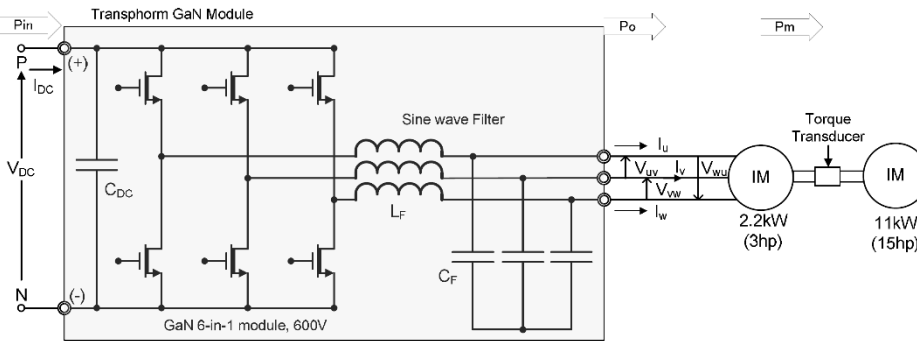 Transphorm GaN Module
Pin
Po
Pm
P
(+)
IDC
VDC
CDC
Sine wave Filter
LF
CF
Iu
Vuv
Iv
Vwu
Vvw
Iw
Torque
Transducer
IM
2.2kW
(3hp)
IM
11kW
(15hp)
N
(-)
GaN 6-in-1 module, 600V